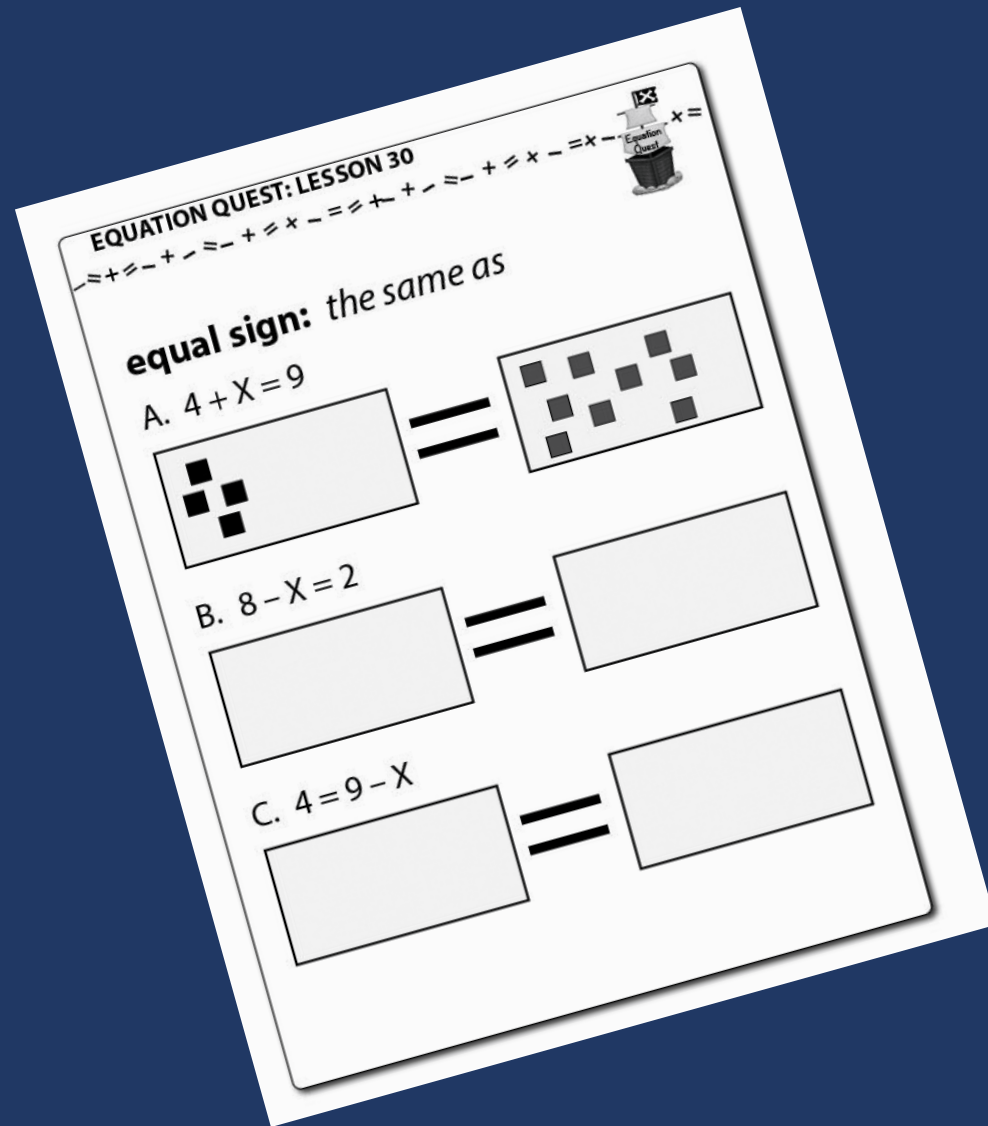 EQUATION QUEST: LESSON 30
– = + = – + – = – + = × – = = + – + – = – + = × – = × – × =
Equation
Quest
equal sign: the same as
A. 4 + X = 9
B. 8 – X = 2
C. 4 = 9 – X